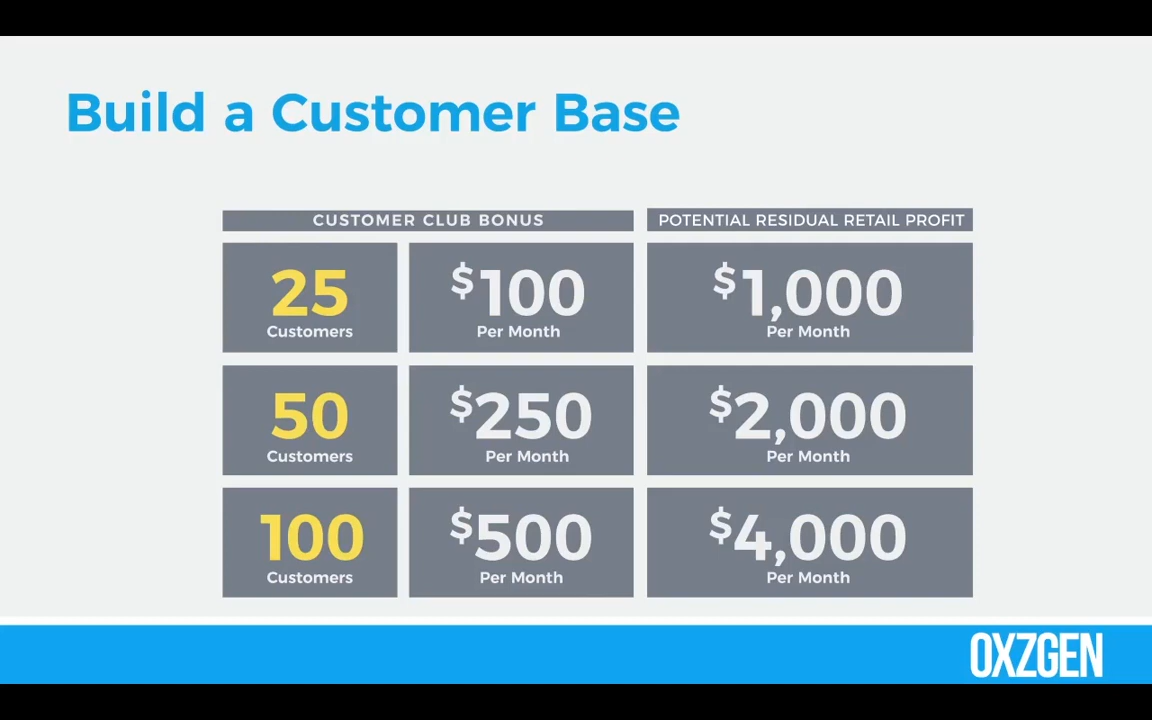 Build a Customer Base
CUSTOMER CLUB BONUS
POTENTIAL RESIDUAL RETAIL PROFIT
25
Customers
$100
Per Month
$1,000
Per Month
50
Customers
$250
Per Month
$2,000
Per Month
100
Customers
$500
Per Month
$4,000
Per Month
OXZGEN